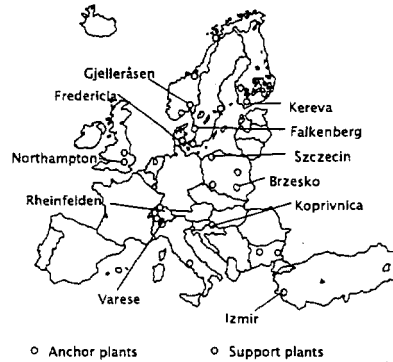 Gjelleråsen
Fredericia
Kereva
Falkenberg
Northampton
Szczecin
Brzesko
Rheinfelden
Koprivnica
Varese
Izmir
Anchor plants
Support plants